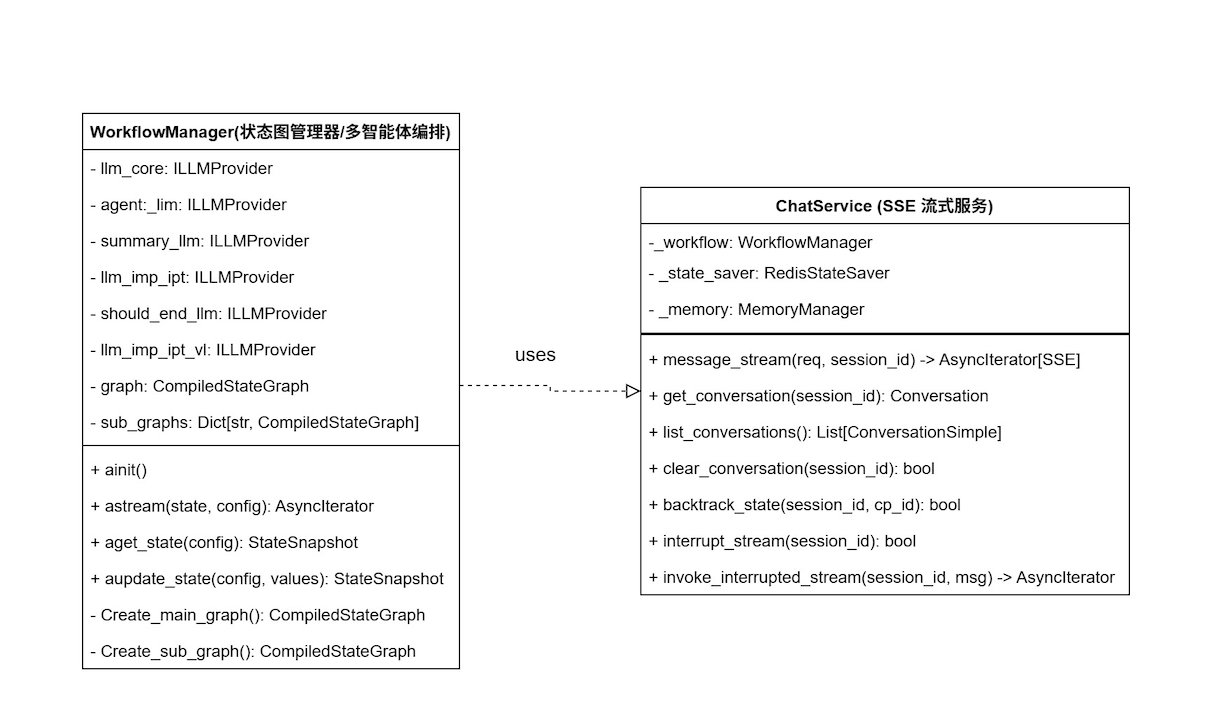 WorkflowManager(状态图管理器/多智能体编排)
- llm_core: ILLMProvider
- agent:_lim: ILLMProvider
- summary_llm: ILLMProvider
- llm_imp_ipt: ILLMProvider
- should_end_llm: ILLMProvider
- llm_imp_ipt_vl: ILLMProvider
- graph: CompiledStateGraph
- sub_graphs: Dict[str, CompiledStateGraph]
+ ainit()
+ astream(state, config): AsyncIterator
+ aget_state(config): StateSnapshot
+ aupdate_state(config, values): StateSnapshot
- Create_main_graph(): CompiledStateGraph
- Create_sub_graph(): CompiledStateGraph
uses
ChatService (SSE 流式服务)
-_workflow: WorkflowManager
- _state_saver: RedisStateSaver
- _memory: MemoryManager
+ message_stream(req, session_id) -> AsyncIterator[SSE]
+ get_conversation(session_id): Conversation
+ list_conversations(): List[ConversationSimple]
+ clear_conversation(session_id): bool
+ backtrack_state(session_id, cp_id): bool
+ interrupt_stream(session_id): bool
+ invoke_interrupted_stream(session_id, msg) -> AsyncIterator